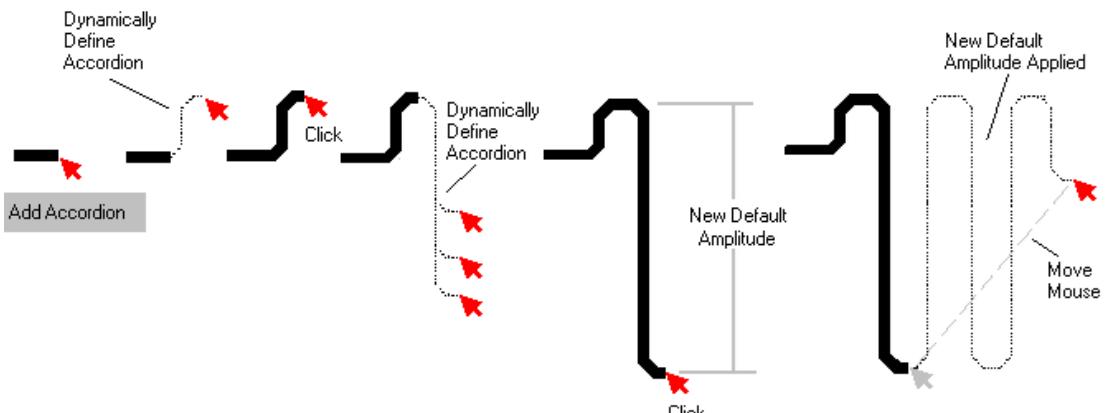 Dynamically
Define
Accordion
Click
Add Accordion
Dynamically
Define
Accordion
New Default
Amplitude
Click
New Default
Amplitude Applied
Move
Mouse